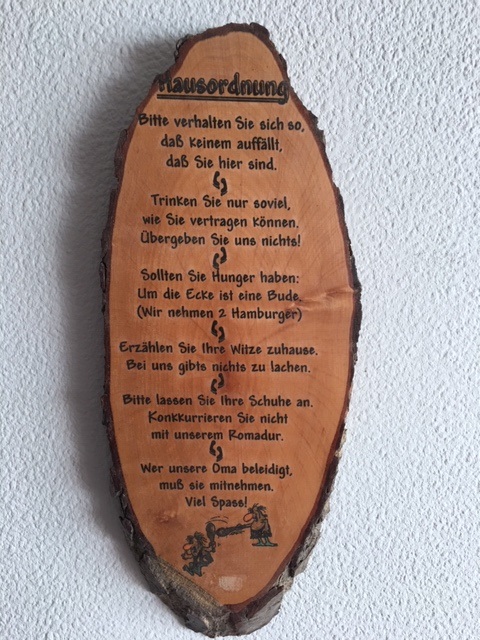 Hausordnung
Bitte verhalten Sie sich so,
daß keinem auffällt,
daß Sie hier sind.
Trinken Sie nur soviel,
wie Sie vertragen können.
Übergeben Sie uns nichts!
Sollten Sie Hunger haben:
Um die Ecke ist eine Bude.
(Wir nehmen 2 Hamburger)
Erzählen Sie Ihre Witze zuhause.
Bei uns gibts nichts zu lachen.
Bitte lassen Sie Ihre Schuhe an.
Konkkurrieren Sie nicht
mit unserem Romadur.
Wer unsere Oma beleidigt,
muß sie mitnehmen.
Viel Spass!